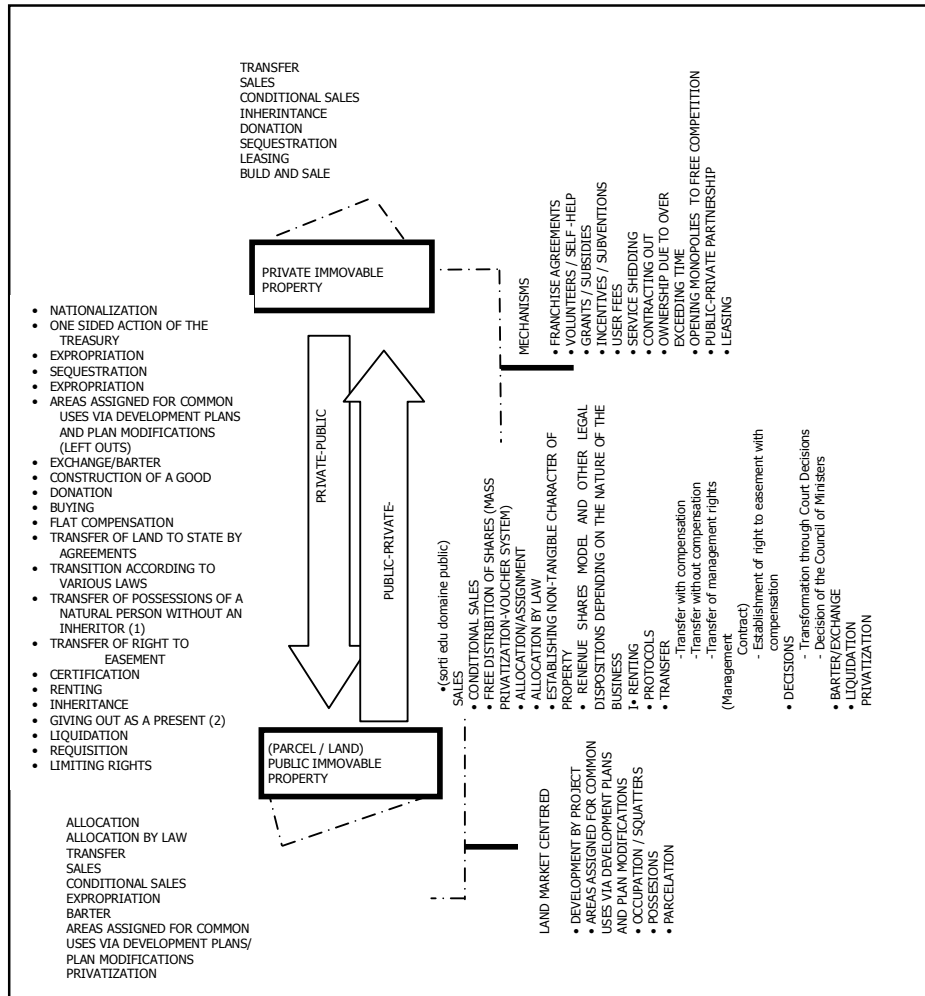 TRANSFER
SALES
CONDITIONAL SALES
INHERINTANCE
DONATION
SEQUESTRATION
LEASING
BULD AND SALE
PRIVATE IMMOVABLE
PROPERTY
• NATIONALIZATION
• ONE SIDED ACTION OF THE
TREASURY
• EXPROPRIATION
• SEQUESTRATION
• EXPROPRIATION
• AREAS ASSIGNED FOR COMMON
USES VIA DEVELOPMENT PLANS
AND PLAN MODIFICATIONS
(LEFT OUTS)
• EXCHANGE/BARTER
• CONSTRUCTION OF A GOOD
• DONATION
• BUYING
• FLAT COMPENSATION
• TRANSFER OF LAND TO STATE BY
AGREEMENTS
• TRANSITION ACCORDING TO
VARIOUS LAWS
• TRANSFER OF POSSESSIONS OF A
NATURAL PERSON WITHOUT AN
INHERITOR (1)
• TRANSFER OF RIGHT TO
EASEMENT
• CERTIFICATION
• RENTING
• INHERITANCE
• GIVING OUT AS A PRESENT (2)
• LIQUIDATION
• REQUISITION
• LIMITING RIGHTS
PRIVATE-PUBLIC
PUBLIC-PRIVATE-
(PARCEL / LAND)
PUBLIC IMMOVABLE
PROPERTY
ALLOCATION
ALLOCATION BY LAW
TRANSFER
SALES
CONDITIONAL SALES
EXPROPRIATION
BARTER
AREAS ASSIGNED FOR COMMON
USES VIA DEVELOPMENT PLANS/
PLAN MODIFICATIONS
PRIVATIZATION
MECHANISMS
• FRANCHISE AGREEMENTS
• VOLUNTEERS / SELF -HELP
• GRANTS / SUBSIDIES
• INCENTIVES / SUBVENTIONS
• USER FEES
• SERVICE SHEDDING
• CONTRACTING OUT
• OWNERSHIP DUE TO OVER
EXCEEDING TIME
• OPENING MONOPOLIES TO FREE COMPETITION
• PUBLIC-PRIVATE PARTNERSHIP
• LEASING
•(sorti edu domaine public)
SALES
• CONDITIONAL SALES
• FREE DISTRIBUTION OF SHARES (MASS
PRIVATIZATION-VOUCHER SYSTEM)
• ALLOCATION/ASSIGNMENT
• ALLOCATION BY LAW
• ESTABLISHING NON-TANGIBLE CHARACTER OF
PROPERTY
• RENENUE SHARES MODEL AND OTHER LEGAL
DISPOSITIONS DEPENDING ON THE NATURE OF THE
BUSINESS
I• RENTING
• PROTOCOLS
• TRANSFER
- Transfer with compensation
- Transfer without compensation
- Transfer of management rights
(Management
Contract)
- Establishment of right to easement with
compensation
• DECISIONS
- Transformation through Court Decisions
- Decision of the Council of Ministers
• BARTER/EXCHANGE
• LIQUIDATION
PRIVATIZATION
LAND MARKET CENTERED
• DEVELOPMENT BY PROJECT
• AREAS ASSIGNED FOR COMMON
USES VIA DEVELOPMENT PLANS
AND PLAN MODIFICATIONS
• OCCUPATION / SQUATTERS
• POSSESIONS
• PARCELATION